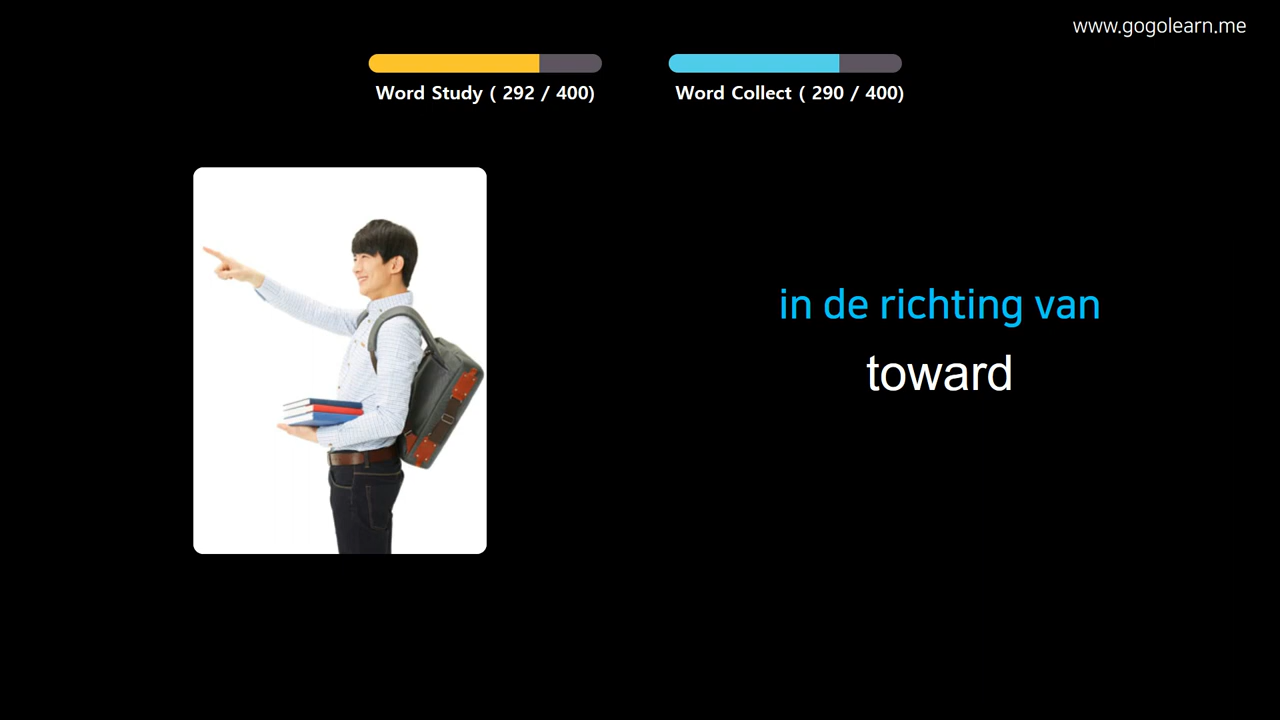 www.gogolearn.me
Word Study ( 292 / 400)
Word Collect ( 290 / 400)
in de richting van
toward